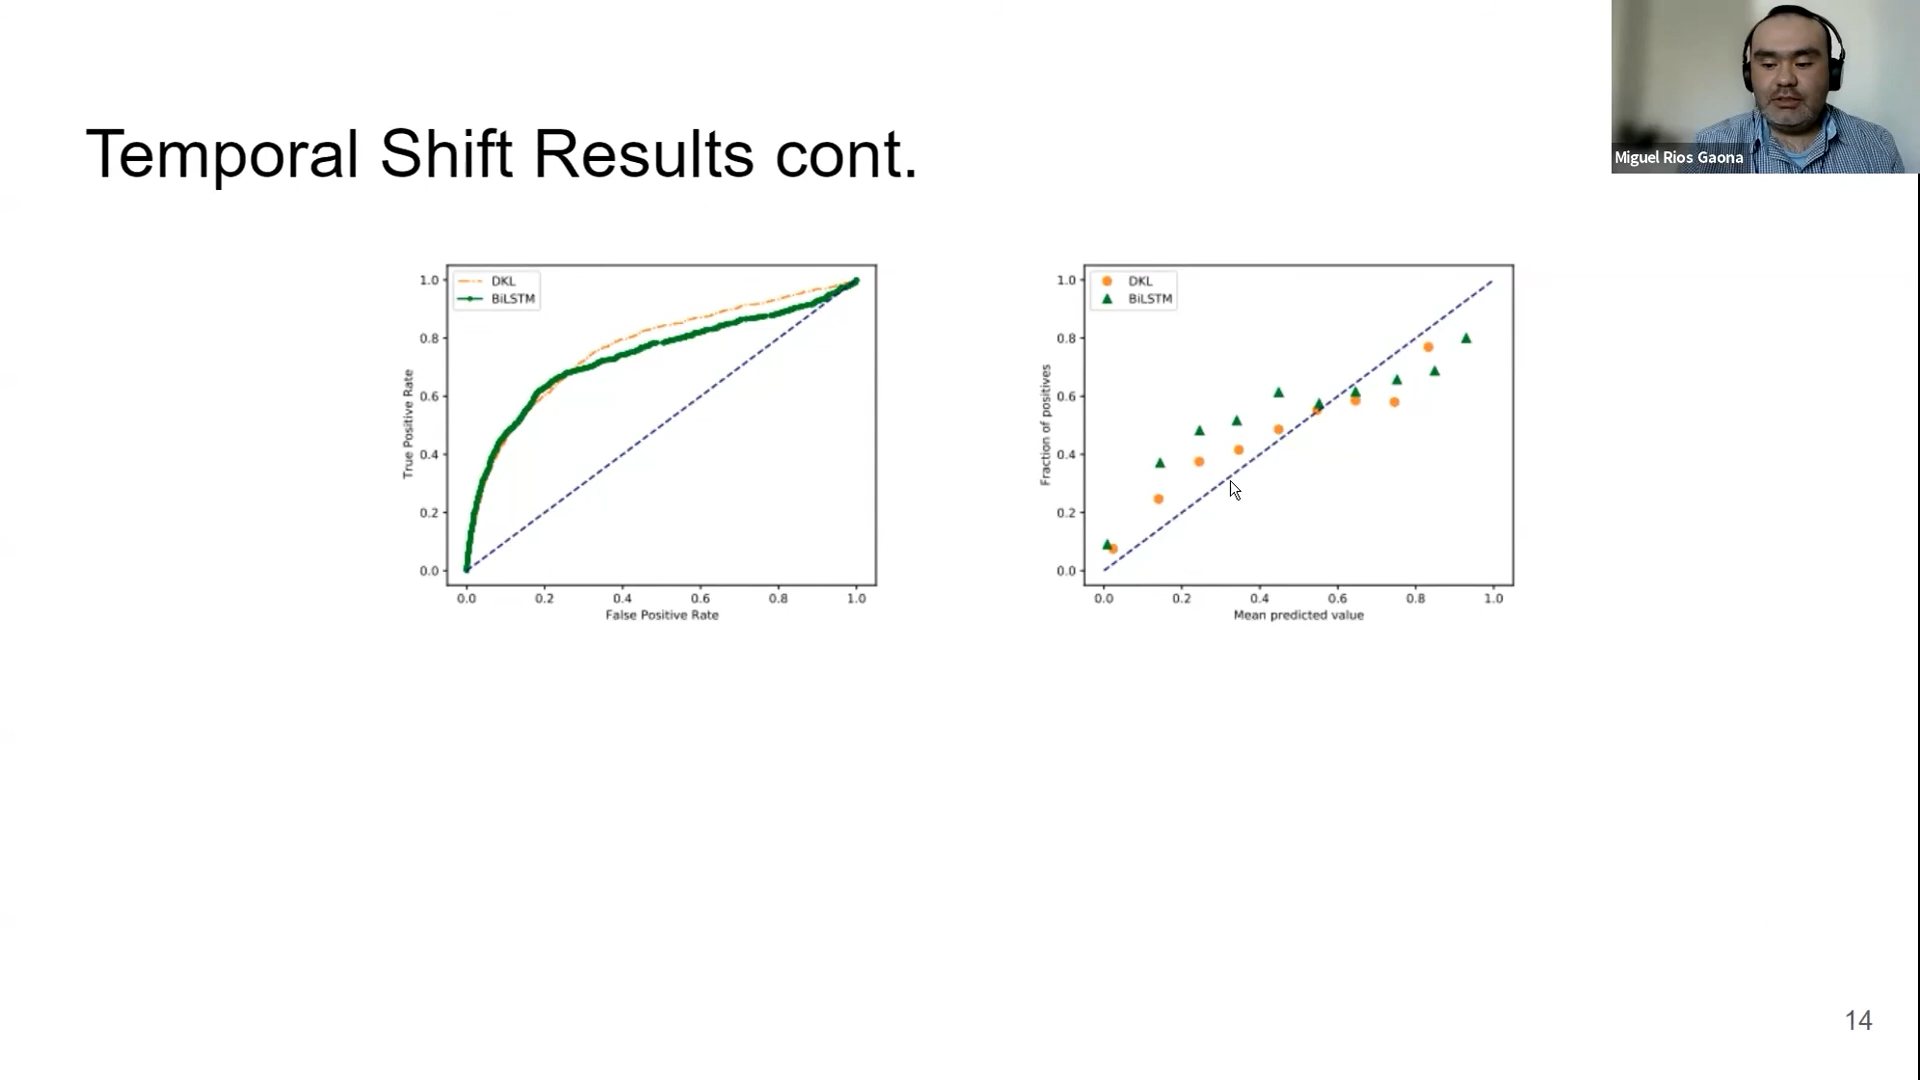 Miguel Rios Gaona
Temporal Shift Results cont.
DKL
BiLSTM
1.0
0.8
0.6
0.4
0.2
0.0
True Positive Rate
0.0 0.2 0.4 0.6 0.8 1.0
False Positive Rate
DKL
BiLSTM
1.0
0.8
0.6
0.4
0.2
0.0
Fraction of positives
0.0 0.2 0.4 0.6 0.8 1.0
Mean predicted value
14